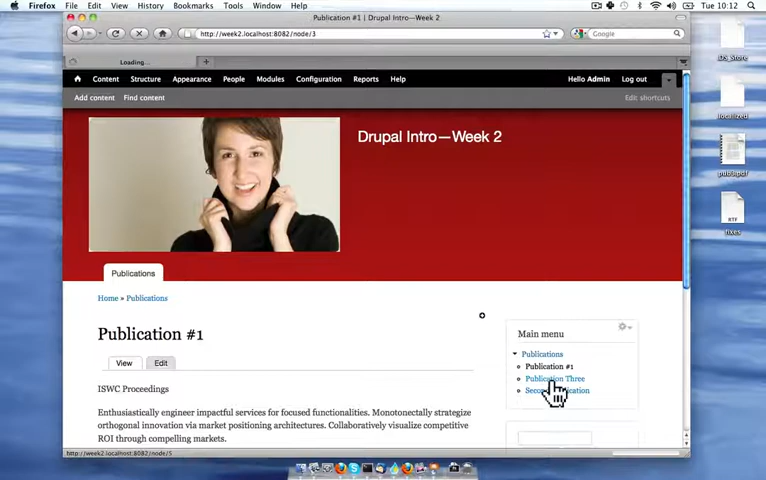 Firefox File Edit View History Bookmarks Tools Window Help Tue 10:12
Publication #1 | Drupal Intro—Week 2
http://week2.localhost:8082/node/3
Google
Loading...
Content Structure Appearance People Modules Configuration Reports Help Hello Admin Log out
Add content Find content Edit shortcuts
Drupal Intro—Week 2
Publications
Home » Publications
Publication #1
View Edit
ISWC Proceedings
Enthusiastically engineer impactful services for focused functionalities. Monotonectally strategize
orthogonal innovation via market positioning architectures. Collaboratively visualize competitive
ROI through compelling markets.
Main menu
Publications
Publication #1
Publication Three
http://week2.localhost:8082/node/5
.DS_Store
.localized
RTF
fixes